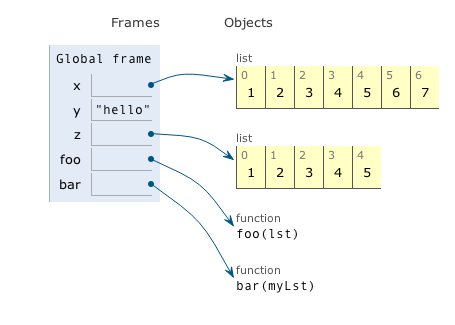 Frames Objects
Global frame
x
y "hello"
z
foo
bar
list
0 1 2 3 4 5 6
1 2 3 4 5 6 7
list
0 1 2 3 4
1 2 3 4 5
function
foo(lst)
function
bar(myLst)